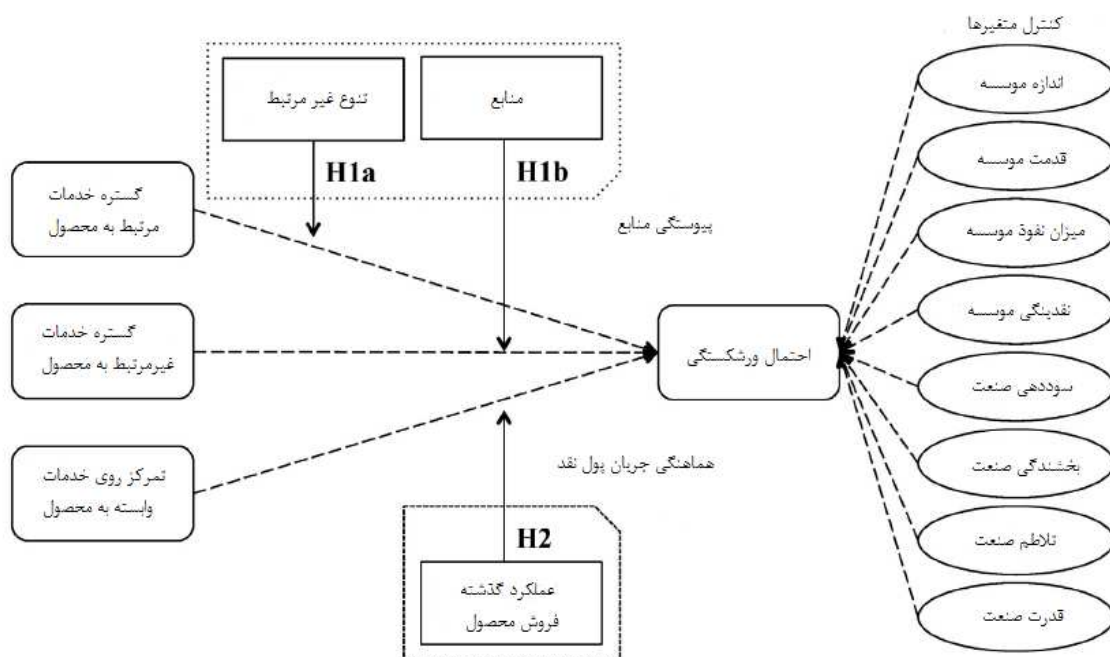 کنترل متغیرها
تنوع غیر مرتبط
منابع
H1a
H1b
گستره خدمات
مرتبط به محصول
پیوستگی منابع
گستره خدمات
غیرمرتبط به محصول
احتمال ورشکستگی
تمرکز روی خدمات
وابسته به محصول
هماهنگی جریان پول نقد
H2
عملکرد گذشته
فروش محصول
اندازه موسسه
قدمت موسسه
میزان نفوذ موسسه
نقدینگی موسسه
سوددهی صنعت
بخشندگی صنعت
تلاطم صنعت
قدرت صنعت